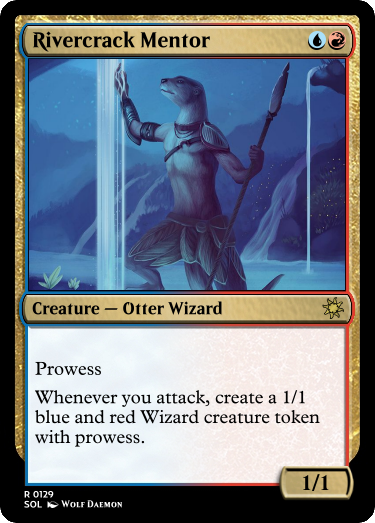 Rivercrack Mentor
Creature — Otter Wizard
Prowess
Whenever you attack, create a 1/1
blue and red Wizard creature token
with prowess.
1/1
R 0129
SOL Wolf Daemon